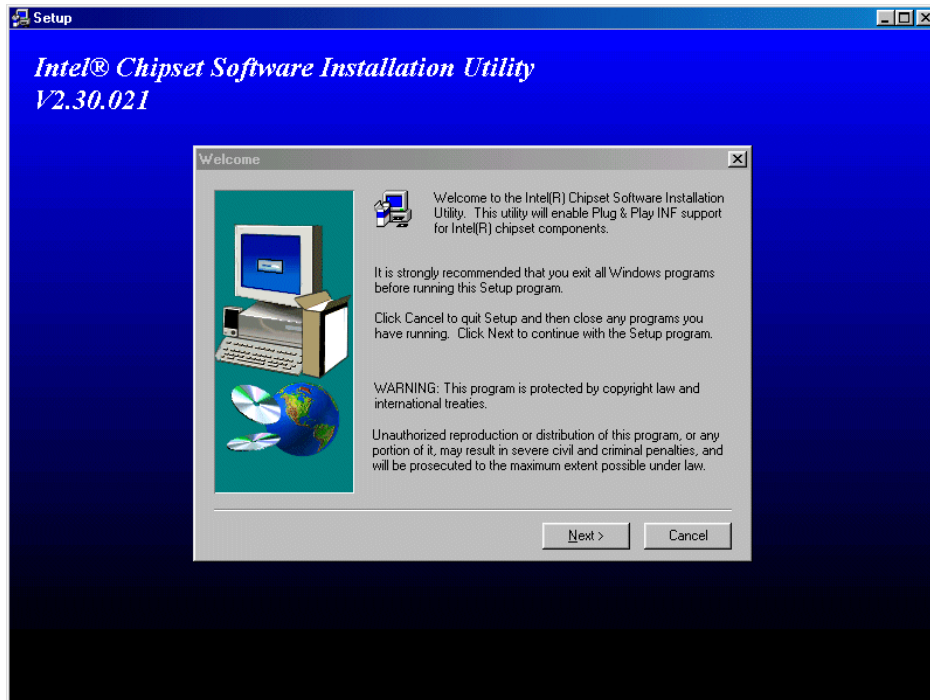 Setup
Intel® Chipset Software Installation Utility
V2.30.021
Welcome
Welcome to the Intel(R) Chipset Software Installation
Utility. This utility will enable Plug & Play INF support
for Intel(R) chipset components.
It is strongly recommended that you exit all Windows programs
before running this Setup program.
Click Cancel to quit Setup and then close any programs you
have running. Click Next to continue with the Setup program.
WARNING: This program is protected by copyright law and
international treaties.
Unauthorized reproduction or distribution of this program, or any
portion of it, may result in severe civil and criminal penalties, and
will be prosecuted to the maximum extent possible under law.
Next >
Cancel